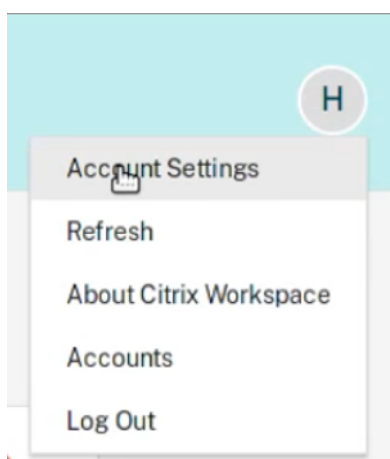 H
Account Settings
Refresh
About Citrix Workspace
Accounts
Log Out